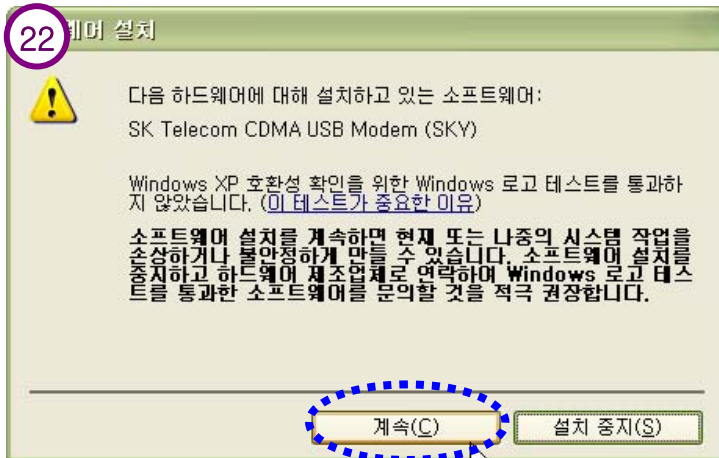 22
웨어 설치
다음 하드웨어에 대해 설치하고 있는 소프트웨어:
SK Telecom CDMA USB Modem (SKY)
Windows XP 호환성 확인을 위한 Windows 로고 테스트를 통과하
지 않았습니다. (이 테스트가 중요한 이유)
소프트웨어 설치를 계속하면 현재 또는 나중의 시스템 작업을
손상하거나 불안정하게 만들 수 있습니다. 소프트웨어 설치를
중지하고 하드웨어 제조업체로 연락하여 Windows 로고 테스
트를 통과한 소프트웨어를 문의할 것을 적극 권장합니다.
계속(C) 설치 중지(S)